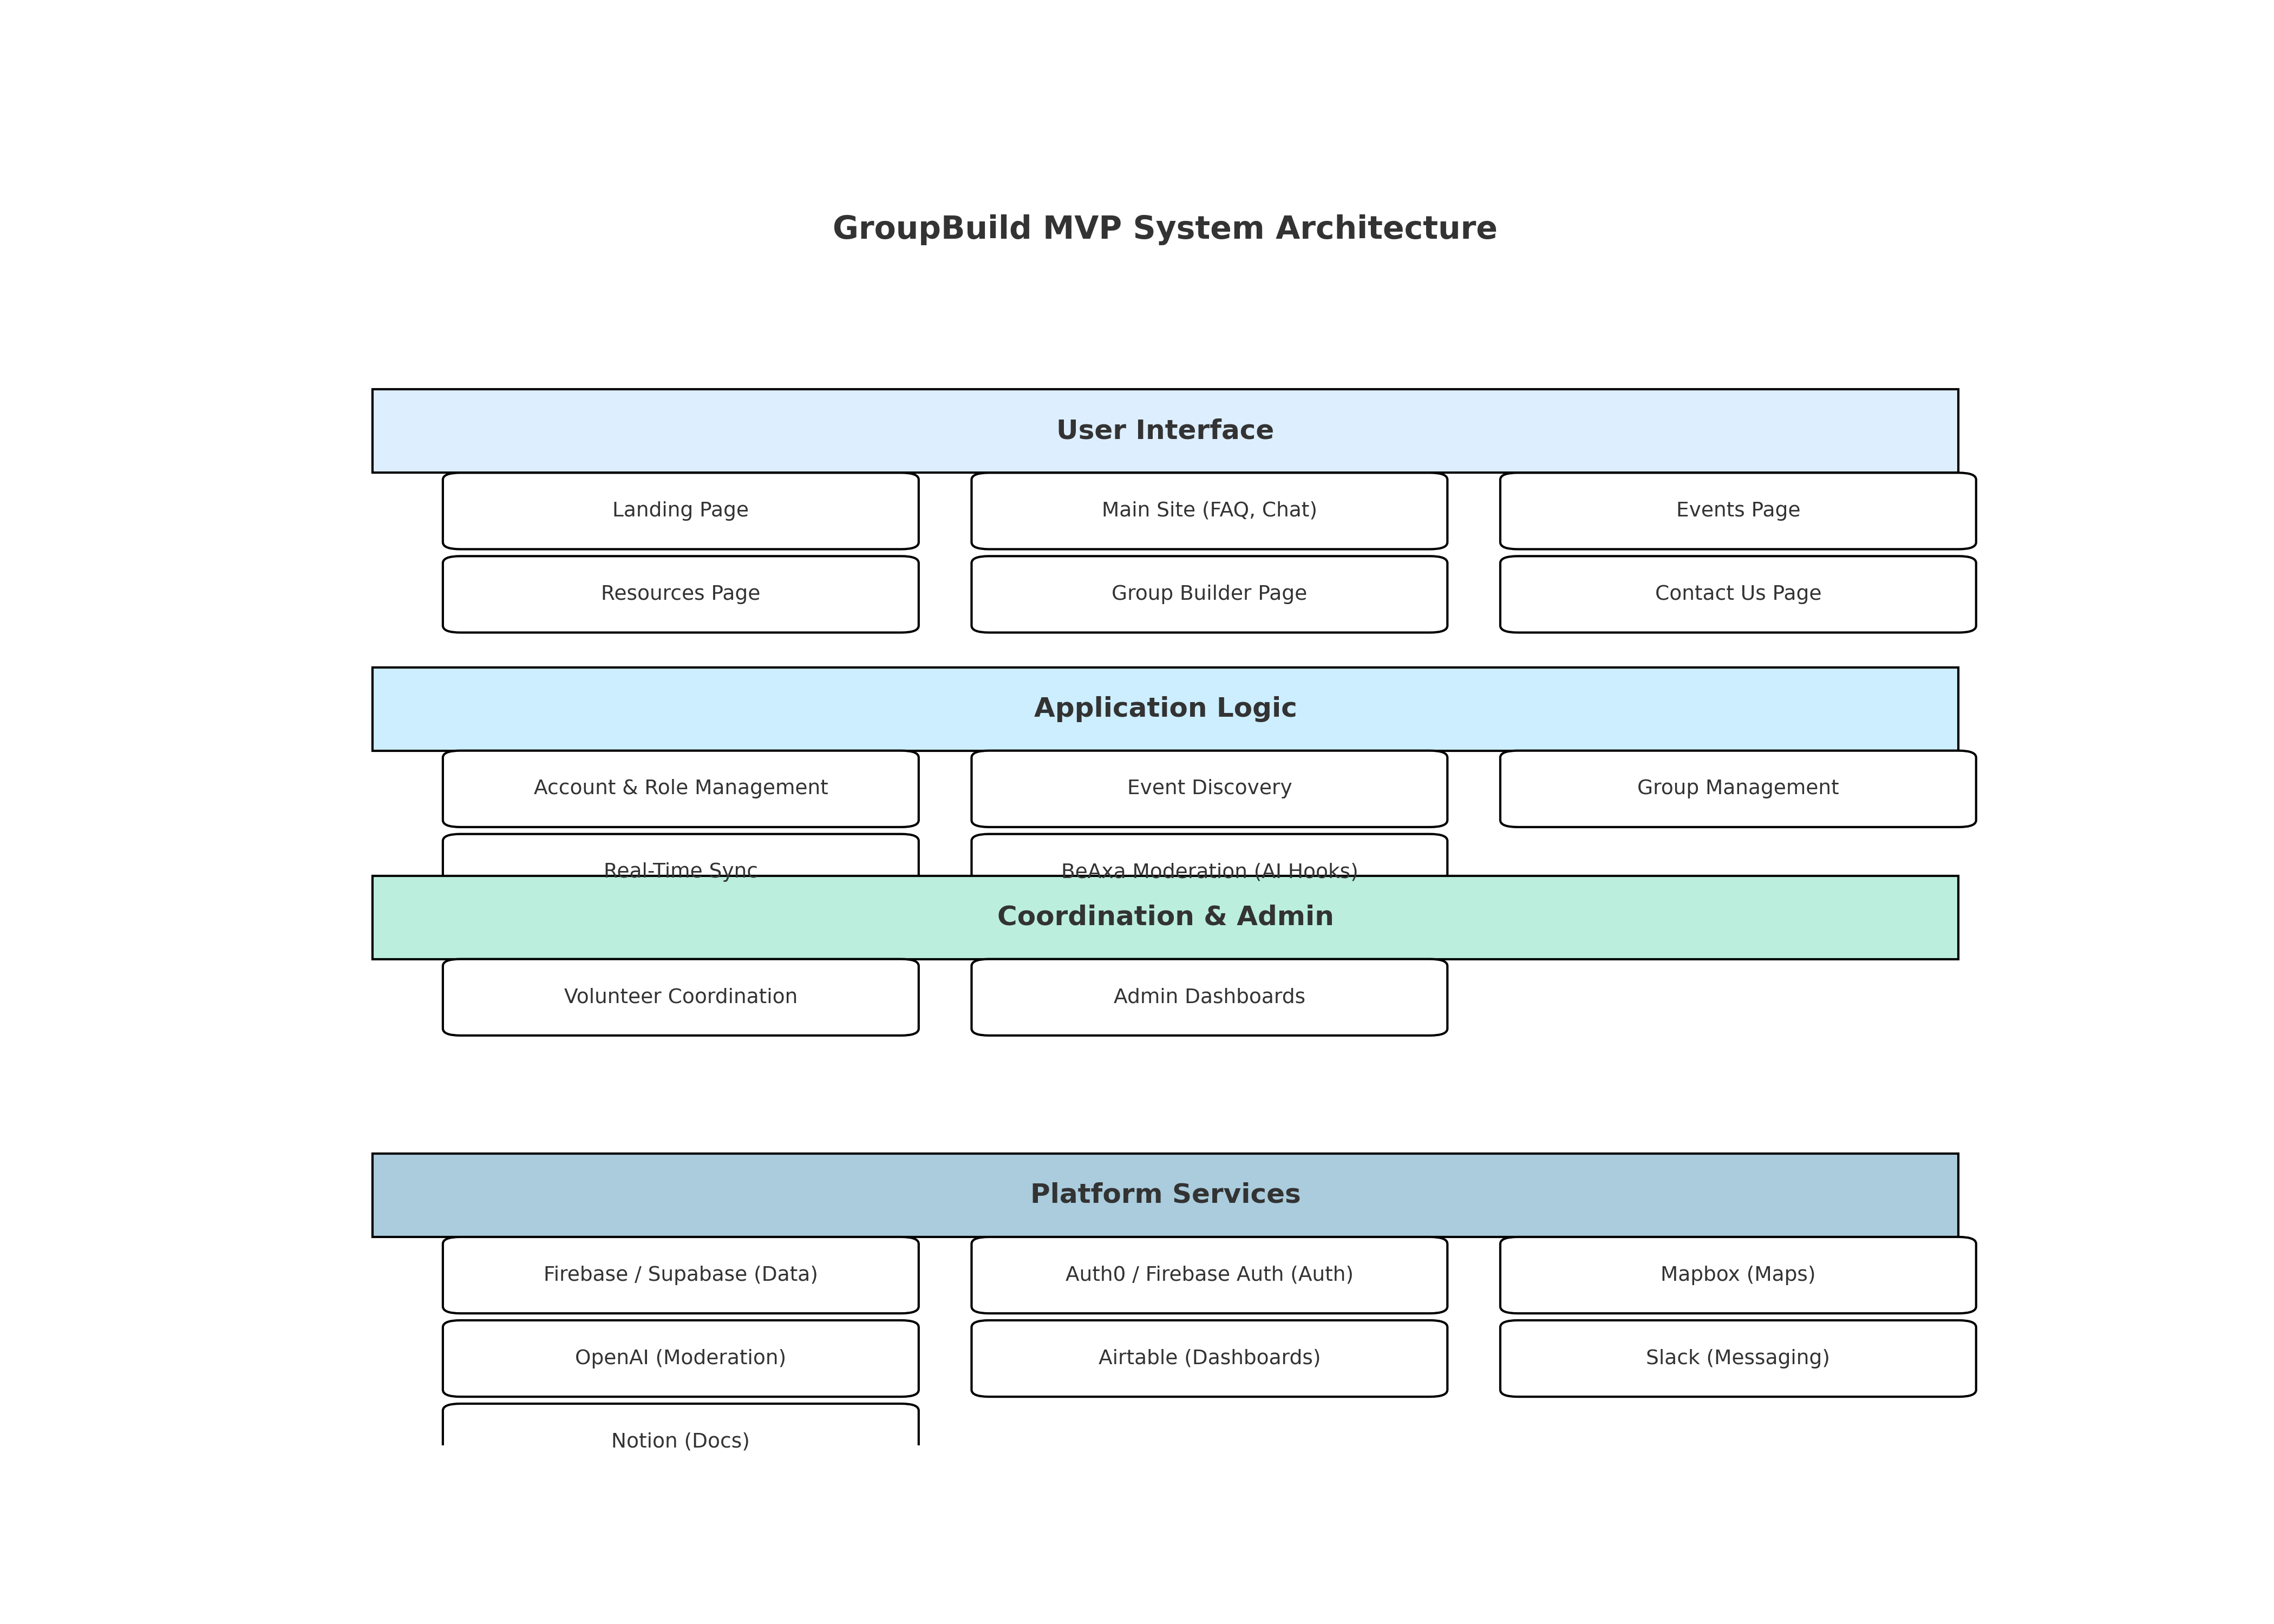 GroupBuild MVP System Architecture
User Interface
Landing Page
Main Site (FAQ, Chat)
Events Page
Resources Page
Group Builder Page
Contact Us Page
Application Logic
Account & Role Management
Event Discovery
Group Management
Real-Time Sync
BeAxa Moderation (AI Hooks)
Coordination & Admin
Volunteer Coordination
Admin Dashboards
Platform Services
Firebase / Supabase (Data)
Auth0 / Firebase Auth (Auth)
Mapbox (Maps)
OpenAI (Moderation)
Airtable (Dashboards)
Slack (Messaging)
Notion (Docs)